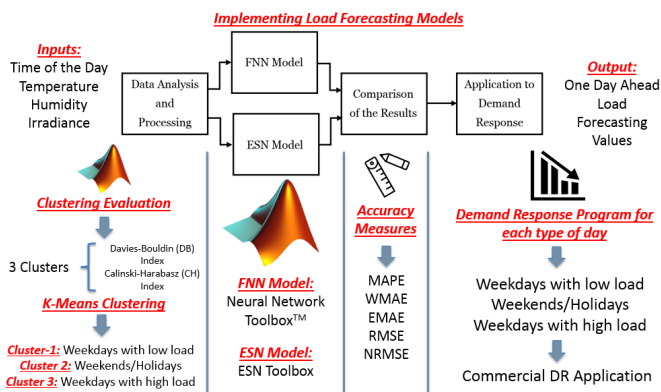 Implementing Load Forecasting Models
Inputs:
Time of the Day
Temperature
Humidity
Irradiance
Data Analysis
and
Processing
FNN Model
ESN Model
Comparison
of the Results
Application to
Demand
Response
Output:
One Day Ahead
Load
Forecasting
Values
Clustering Evaluation
3 Clusters
Davies-Bouldin (DB)
Index
Calinski-Harabasz (CH)
Index
K-Means Clustering
Cluster-1: Weekdays with low load
Cluster 2: Weekends/Holidays
Cluster 3: Weekdays with high load
FNN Model:
Neural Network
Toolbox™
ESN Model:
ESN Toolbox
Accuracy
Measures
MAPE
WMAE
EMAE
RMSE
NRMSE
Demand Response Program for
each type of day
Weekdays with low load
Weekends/Holidays
Weekdays with high load
Commercial DR Application